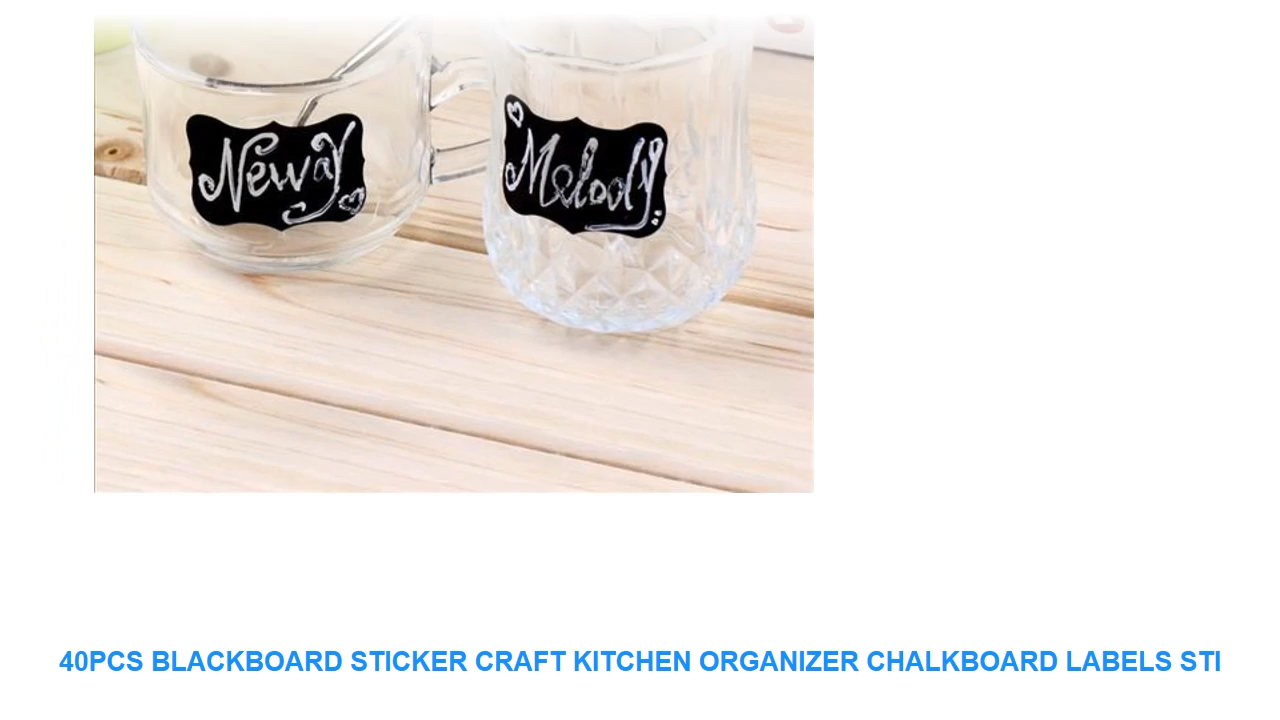 Neway
Melody
40PCS BLACKBOARD STICKER CRAFT KITCHEN ORGANIZER CHALKBOARD LABELS STI